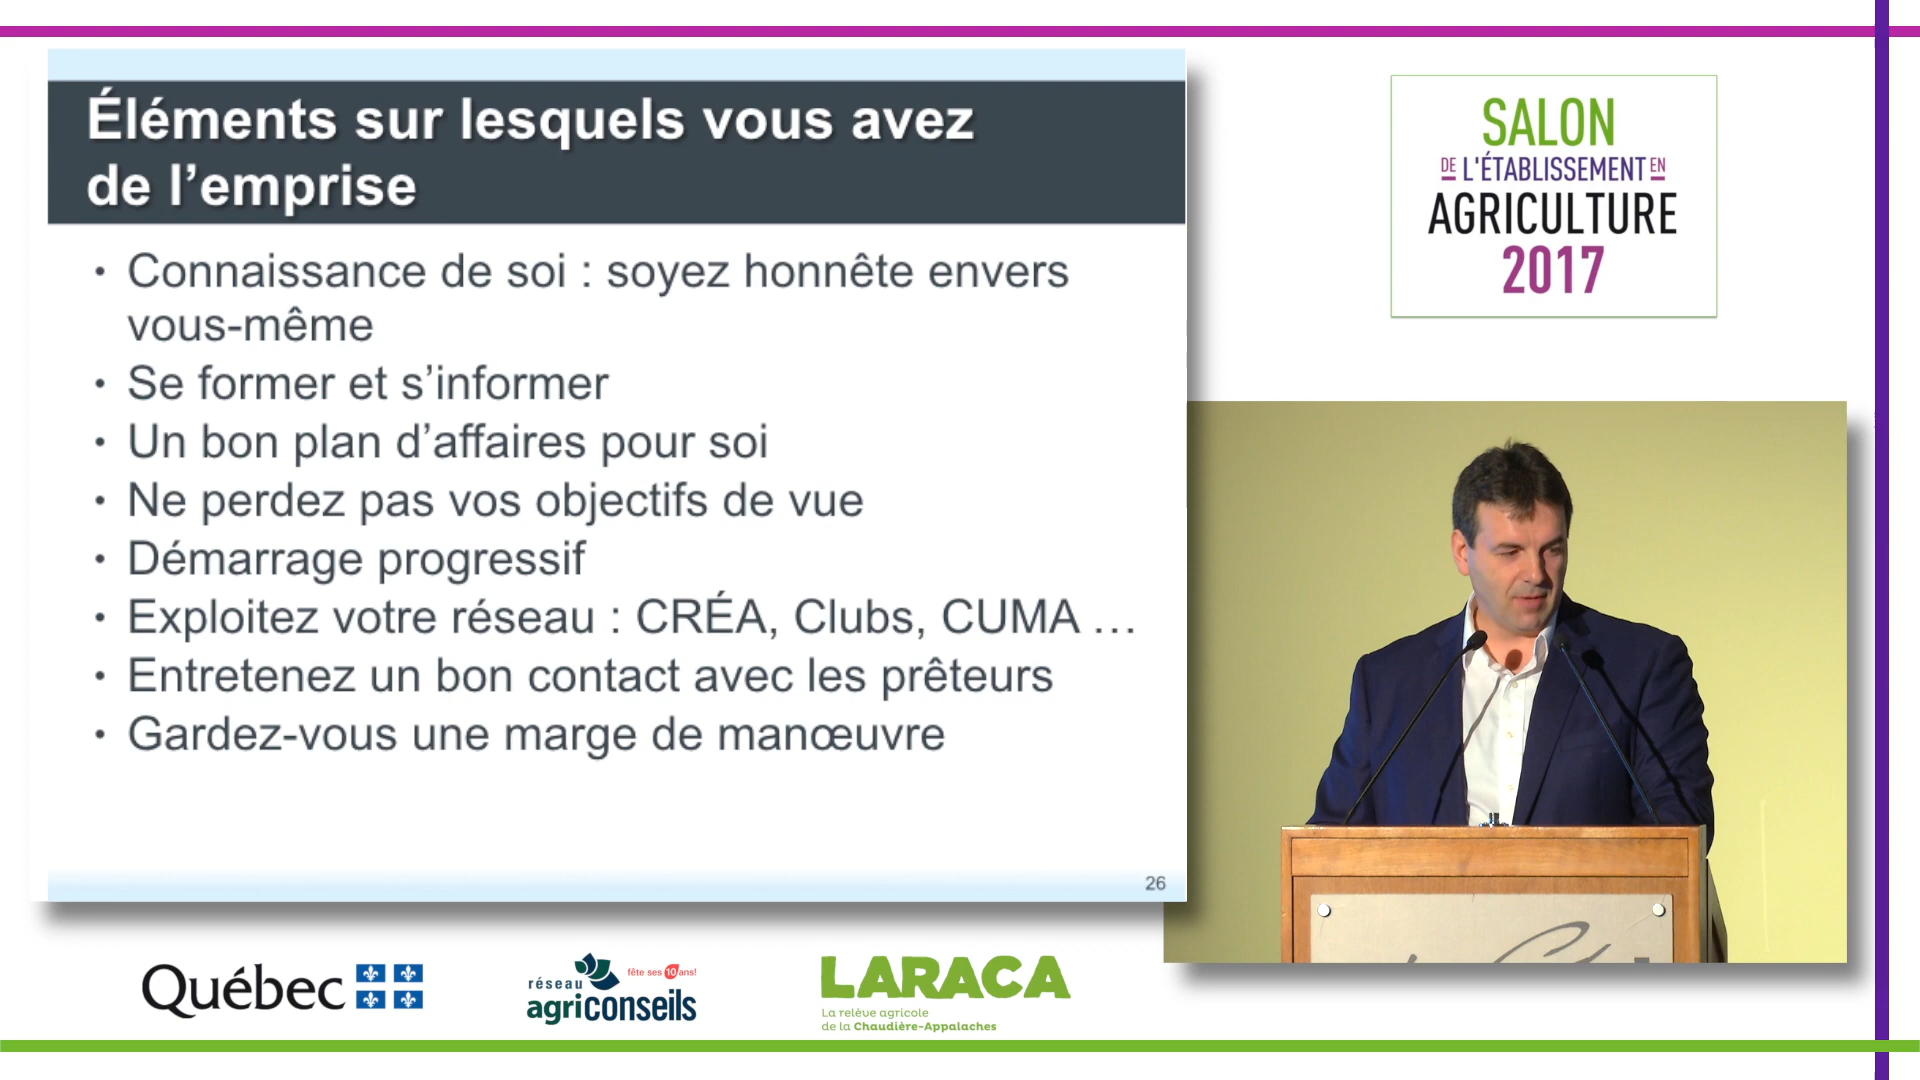 Éléments sur lesquels vous avez
de l’emprise
• Connaissance de soi : soyez honnête envers
vous-même
• Se former et s’informer
• Un bon plan d’affaires pour soi
• Ne perdez pas vos objectifs de vue
• Démarrage progressif
• Exploitez votre réseau : CRÉA, Clubs, CUMA …
• Entretenez un bon contact avec les prêteurs
• Gardez-vous une marge de manœuvre
26
SALON
DE L'ÉTABLISSEMENT EN
AGRICULTURE
2017
Québec
réseau
agriconseils
fête ses 10 ans!
LARACA
La relève agricole
de la Chaudière-Appalaches